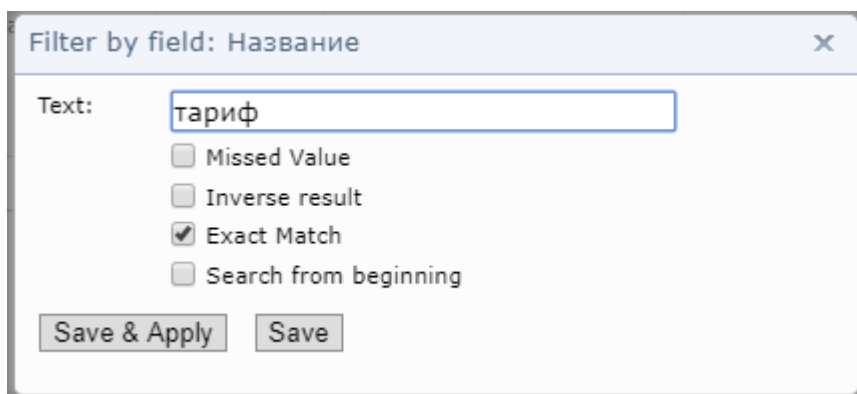 Filter by field: Название
Text:
тариф
Missed Value
Inverse result
Exact Match
Search from beginning
Save & Apply Save